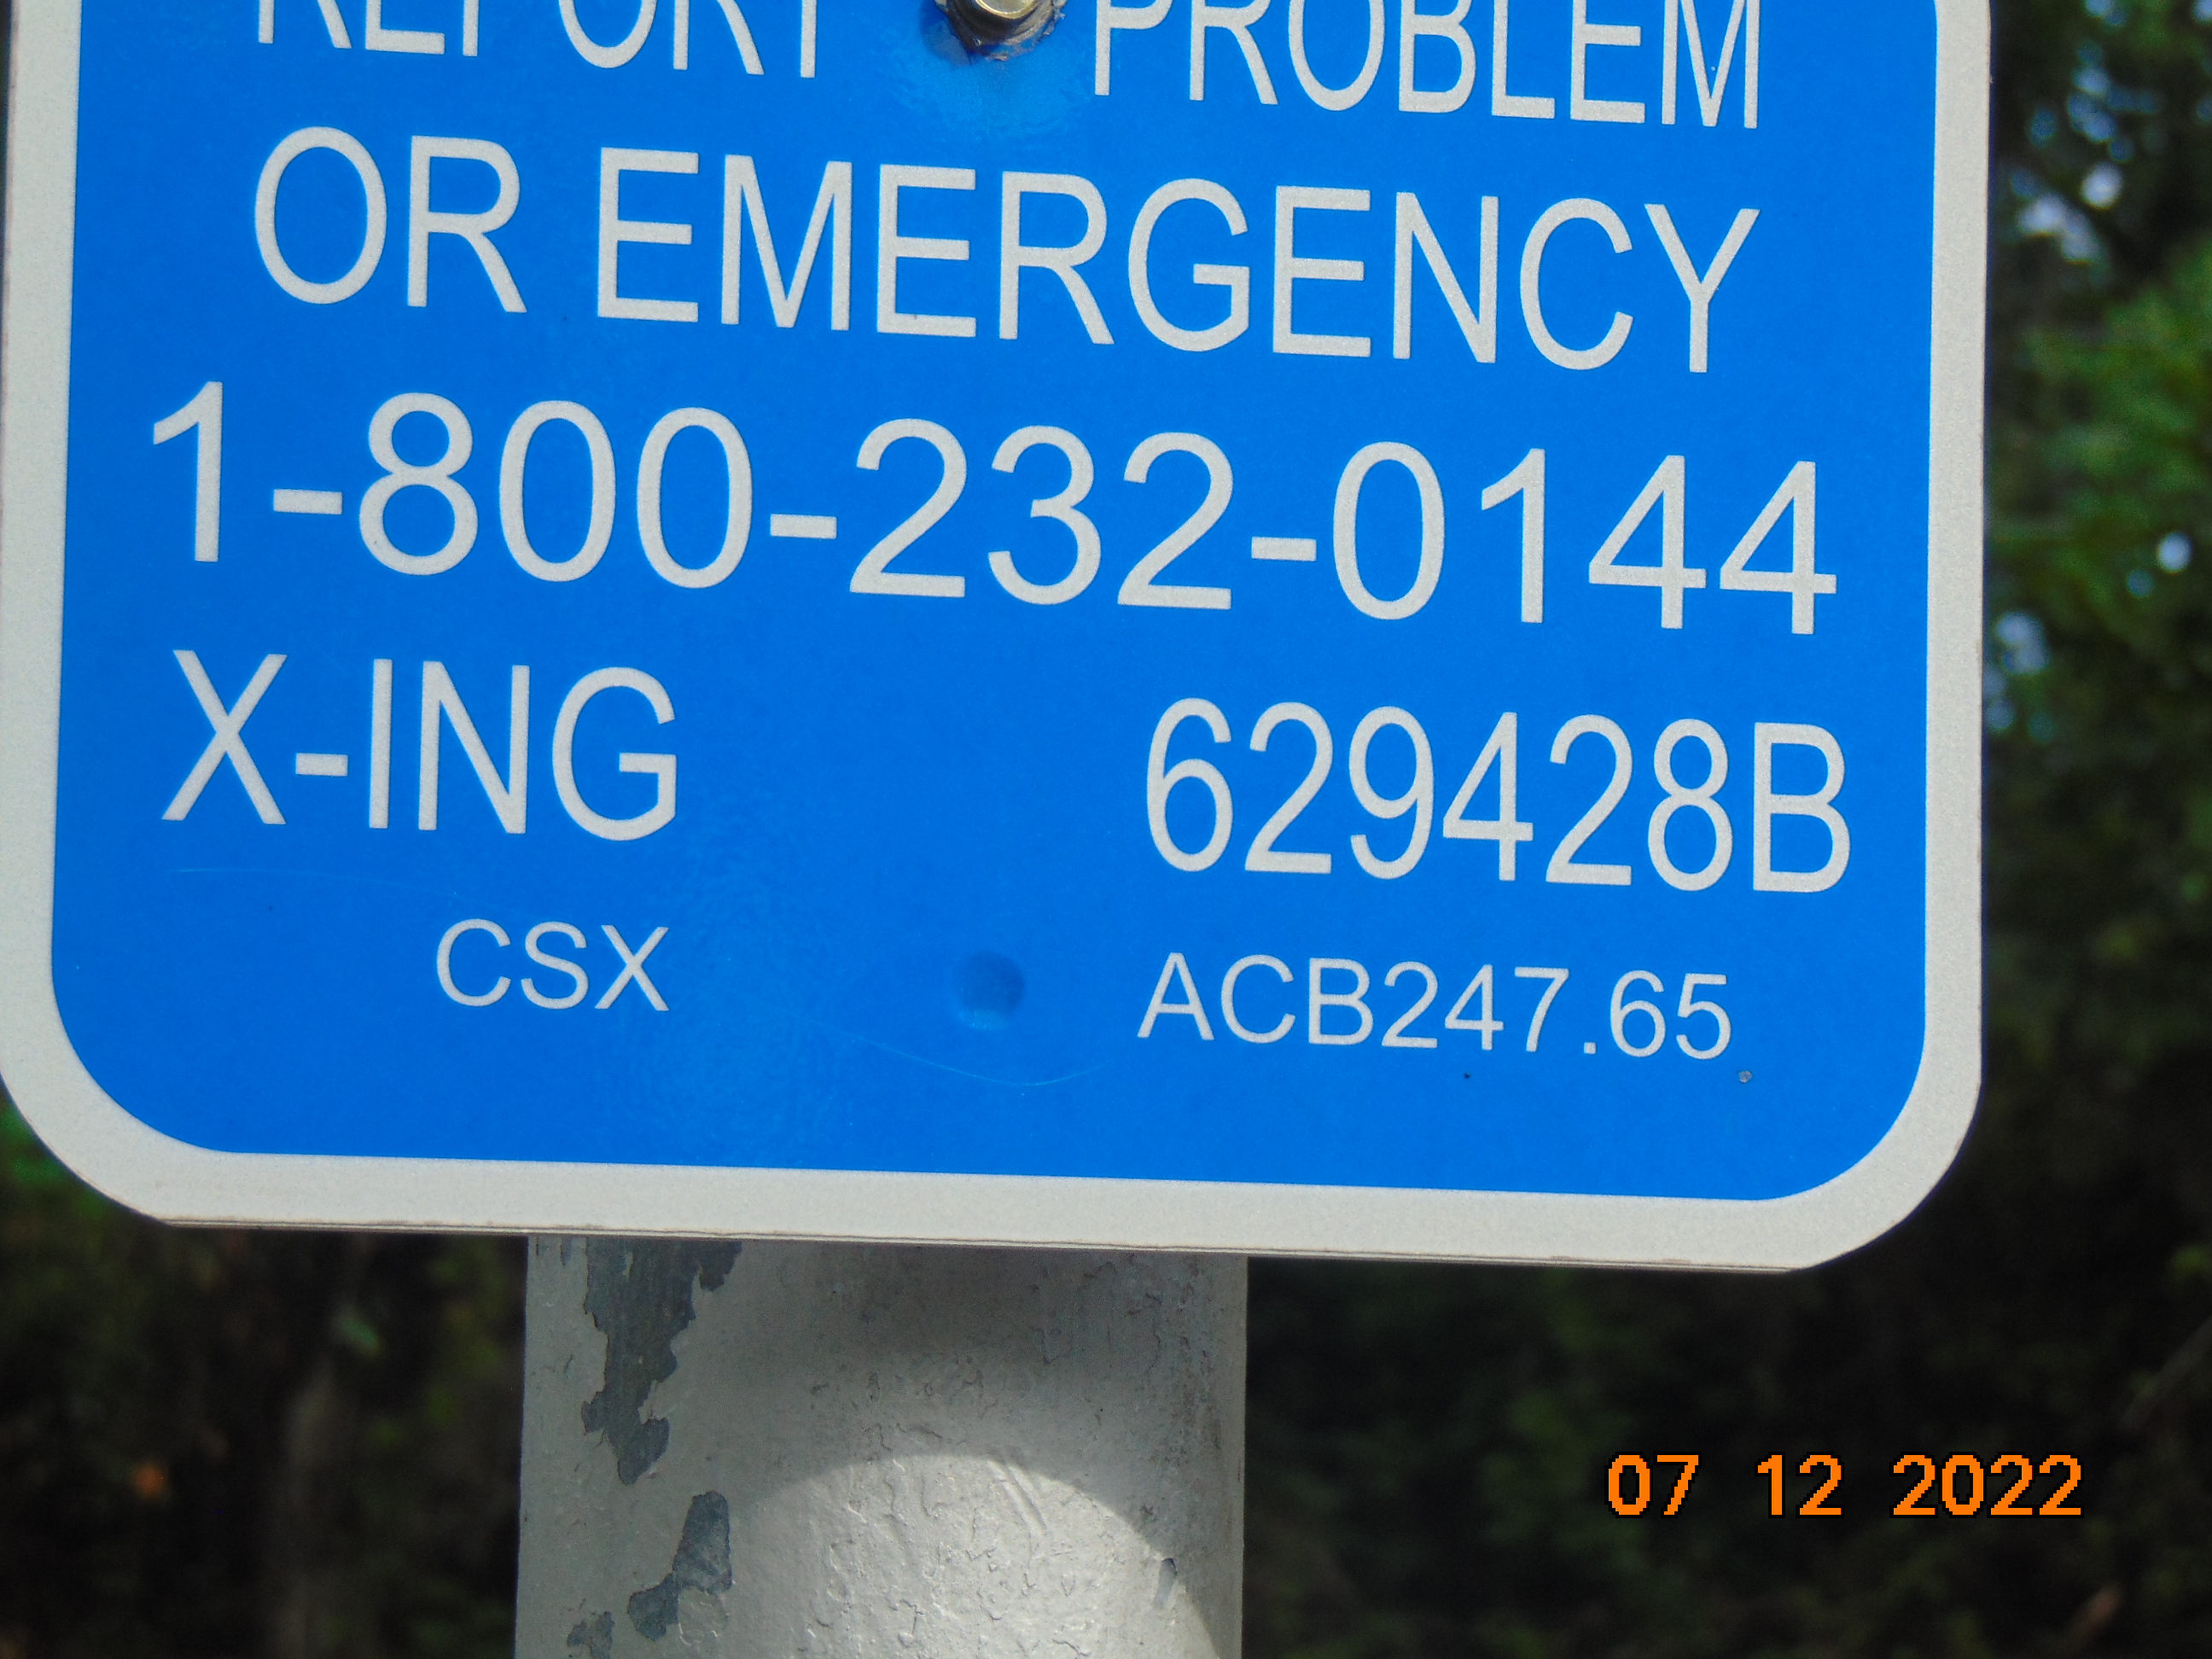 REPORT PROBLEM
OR EMERGENCY
1-800-232-0144
X-ING 629428B
CSX ACB247.65
07 12 2022